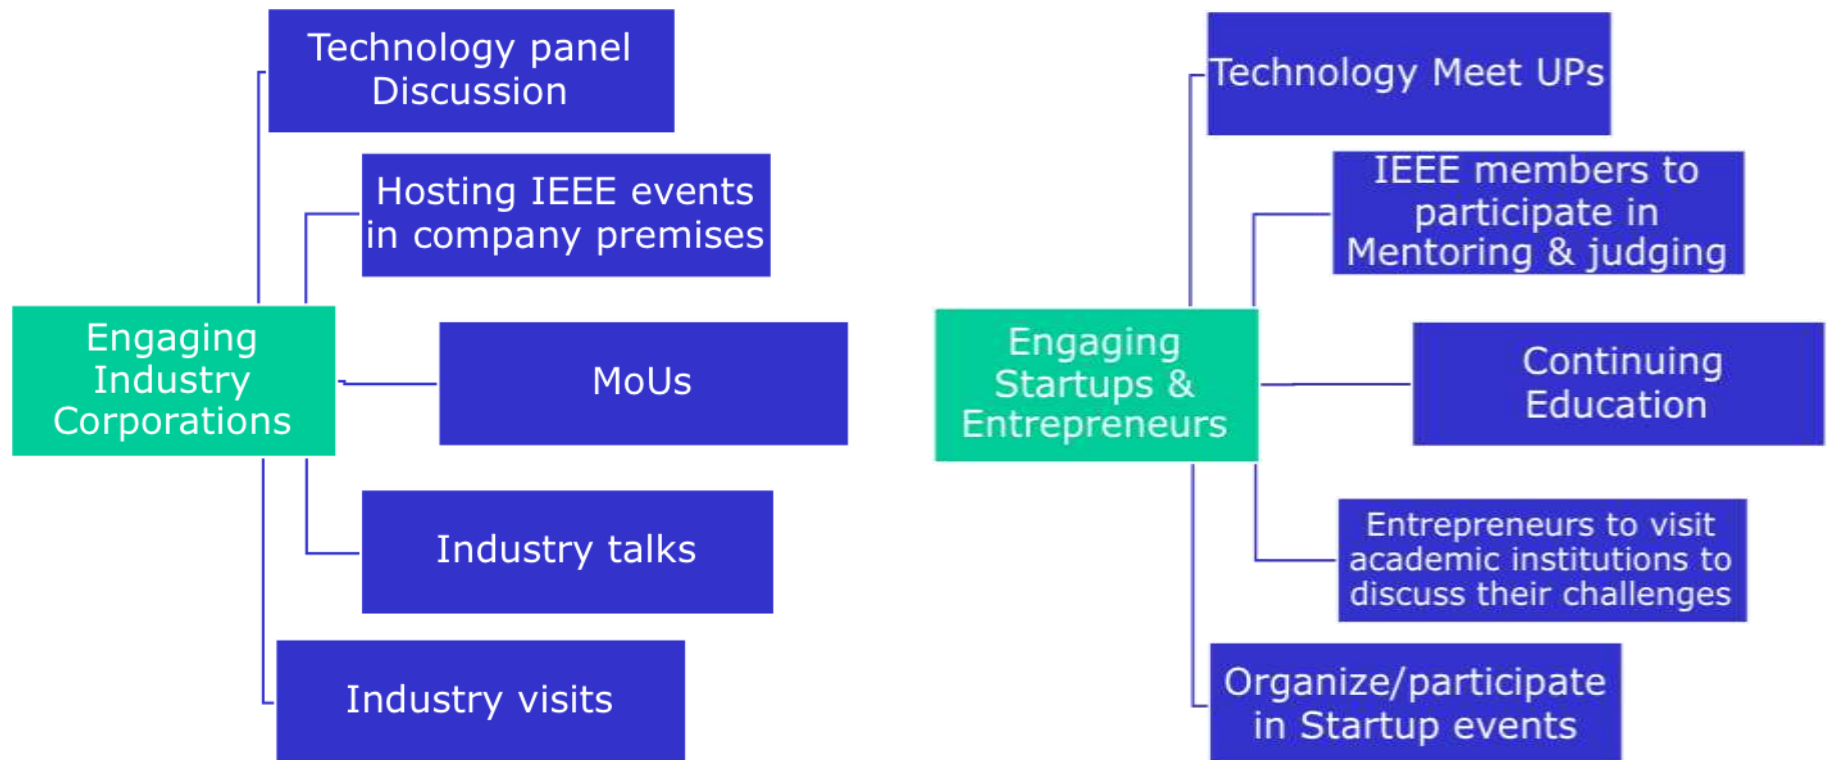 Technology panel
Discussion
Hosting IEEE events
in company premises
Engaging
Industry
Corporations
MoUs
Industry talks
Industry visits
Technology Meet UPs
IEEE members to
participate in
Mentoring & judging
Engaging
Startups &
Entrepreneurs
Continuing
Education
Entrepreneurs to visit
academic institutions to
discuss their challenges
Organize/participate
in Startup events